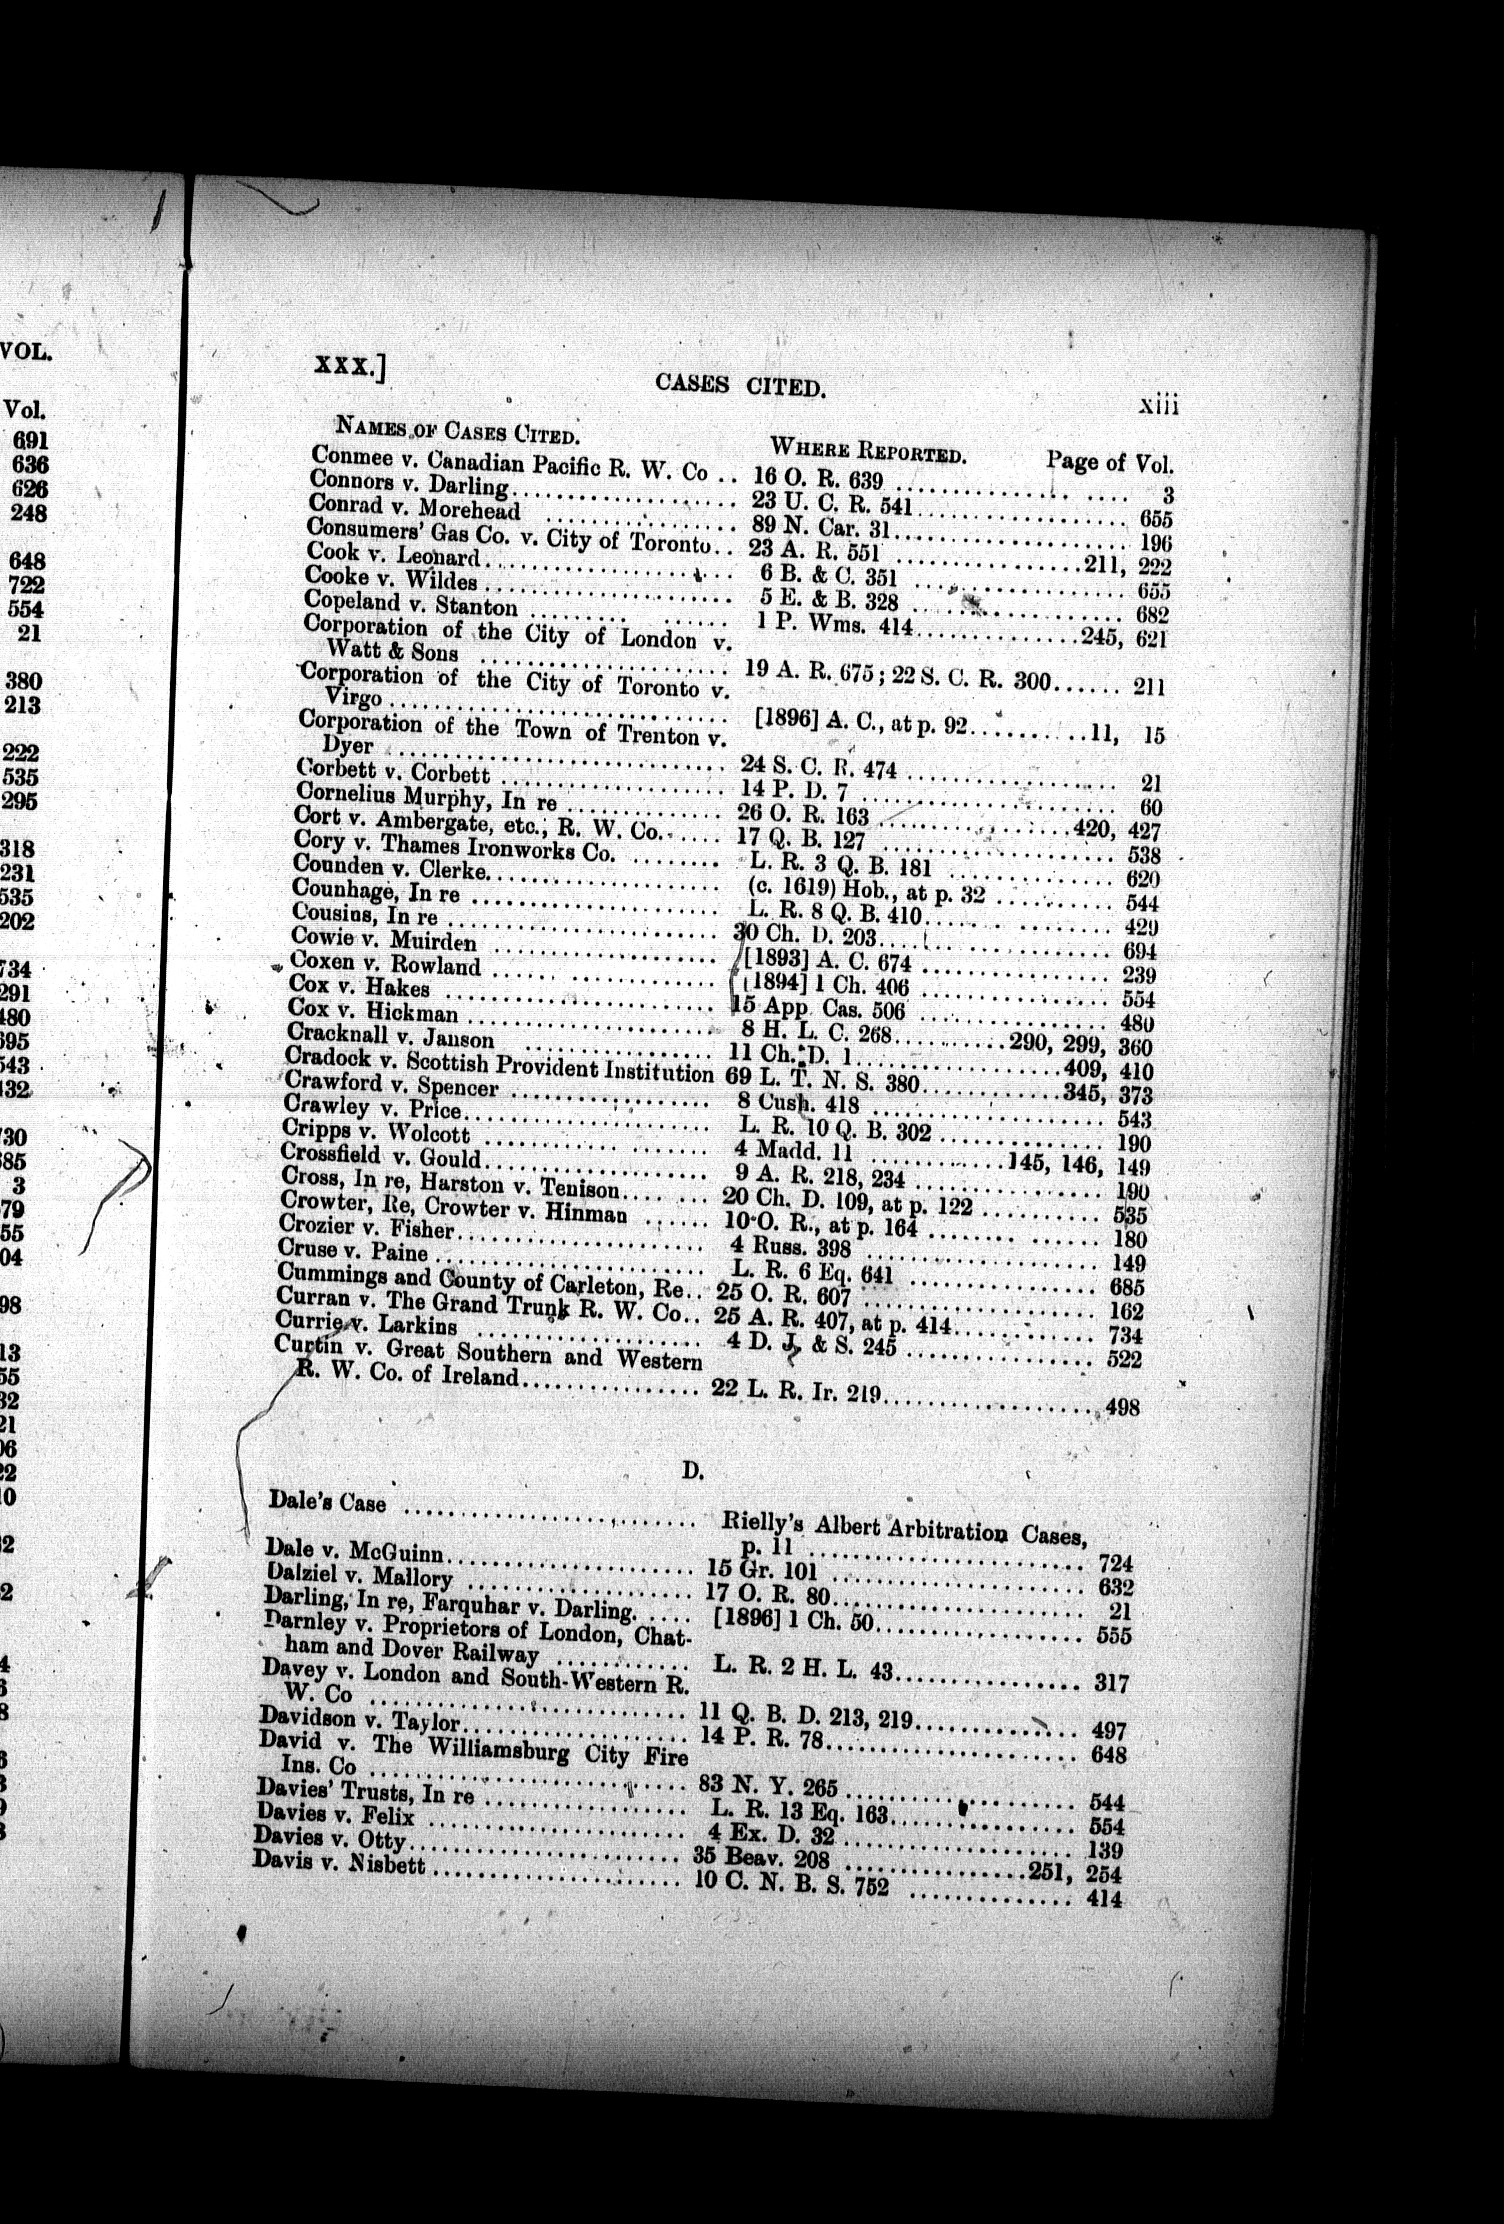 XXX.] CASES CITED. xiii
NAMES OF CASES CITED. WHERE REPORTED. Page of Vol.
Conmee v. Canadian Pacific R. W. Co .. 16 O. R. 639 .... 3
Connors v. Darling .... 23 U. C. R. 541 .... 655
Conrad v. Morehead .... 89 N. Car. 31 .... 196
Consumers' Gas Co. v. City of Toronto .. 23 A. R. 551 .... 211, 222
Cook v. Leonard .... 6 B. & C. 351 .... 655
Cooke v. Wildes .... 5 E. & B. 328 .... 682
Copeland v. Stanton .... 1 P. Wms. 414 .... 245, 621
Corporation of the City of London v.
Watt & Sons .... 19 A. R. 675; 22 S. C. R. 300 .... 211
Corporation of the City of Toronto v.
Virgo .... [1896] A. C., at p. 92 .... 11, 15
Corporation of the Town of Trenton v.
Dyer .... 24 S. C. R. 474 .... 21
Corbett v. Corbett .... 14 P. D. 7 .... 60
Cornelius Murphy, In re .... 26 O. R. 163 .... 420, 427
Cort v. Ambergate, etc., R. W. Co. .... 17 Q. B. 127 .... 538
Cory v. Thames Ironworks Co. .... L. R. 3 Q. B. 181 .... 620
Counden v. Clerke .... (c. 1619) Hob., at p. 32 .... 544
Counhage, In re .... L. R. 8 Q. B. 410 .... 429
Cousins, In re .... 30 Ch. D. 203 .... 694
Cowie v. Muirden .... [1893] A. C. 674 .... 239
Coxen v. Rowland .... [1894] 1 Ch. 406 .... 554
Cox v. Hakes .... 15 App. Cas. 506 .... 480
Cox v. Hickman .... 8 H. L. C. 268 .... 290, 299, 360
Cracknall v. Janson .... 11 Ch. D. 1 .... 409, 410
Cradock v. Scottish Provident Institution 69 L. T. N. S. 380 .... 345, 373
Crawford v. Spencer .... 8 Cush. 418 .... 543
Crawley v. Price .... L. R. 10 Q. B. 302 .... 190
Cripps v. Wolcott .... 4 Madd. 11 .... 145, 146, 149
Crossfield v. Gould .... 9 A. R. 218, 234 .... 190
Cross, In re, Harston v. Tenison .... 20 Ch. D. 109, at p. 122 .... 535
Crowter, Re, Crowter v. Hinman .... 10 O. R., at p. 164 .... 180
Crozier v. Fisher .... 4 Russ. 398 .... 149
Cruse v. Paine .... L. R. 6 Eq. 641 .... 685
Cummings and County of Carleton, Re .. 25 O. R. 607 .... 162
Curran v. The Grand Trunk R. W. Co .. 25 A. R. 407, at p. 414 .... 734
Currie v. Larkins .... 4 D. J. & S. 245 .... 522
Curtin v. Great Southern and Western
R. W. Co. of Ireland .... 22 L. R. Ir. 219 .... 498
D.
Dale's Case .... Rielly's Albert Arbitration Cases,
p. 11 .... 724
Dale v. McGuinn .... 15 Gr. 101 .... 632
Dalziel v. Mallory .... 17 O. R. 80 .... 21
Darling, In re, Farquhar v. Darling. .... [1896] 1 Ch. 50 .... 555
Darnley v. Proprietors of London, Chat-
ham and Dover Railway .... L. R. 2 H. L. 43 .... 317
Davey v. London and South-Western R.
W. Co .... 11 Q. B. D. 213, 219 .... 497
Davidson v. Taylor .... 14 P. R. 78 .... 648
David v. The Williamsburg City Fire
Ins. Co .... 83 N. Y. 265 .... 544
Davies' Trusts, In re .... L. R. 13 Eq. 163 .... 554
Davies v. Felix .... 4 Ex. D. 32 .... 139
Davies v. Otty .... 35 Beav. 208 .... 251, 254
Davis v. Nisbett .... 10 C. N. B. S. 752 .... 414